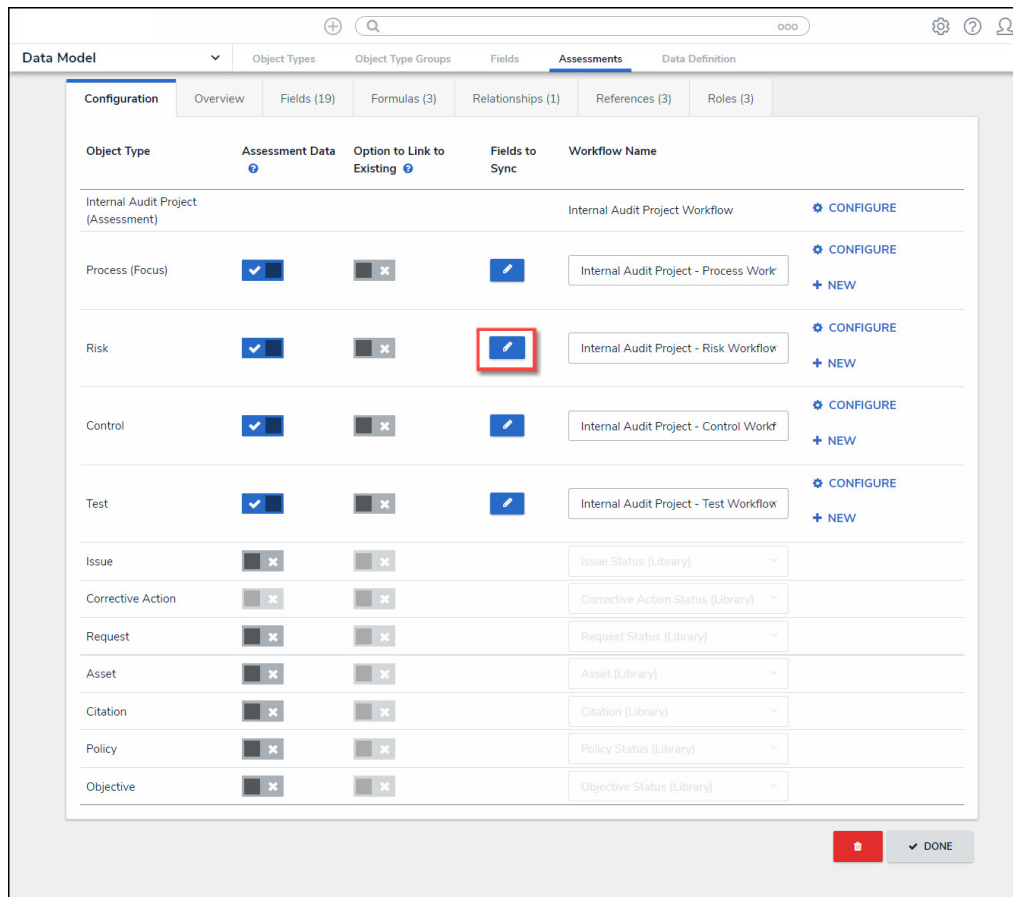 ooo
Data Model
Object Types
Object Type Groups
Fields
Assessments
Data Definition
Configuration
Overview
Fields (19)
Formulas (3)
Relationships (1)
References (3)
Roles (3)
Object Type
Assessment Data
Option to Link to
Existing
Fields to
Sync
Workflow Name
Internal Audit Project
(Assessment)
Internal Audit Project Workflow
CONFIGURE
Process (Focus)
Internal Audit Project - Process Work
CONFIGURE
+ NEW
Risk
Internal Audit Project - Risk Workflow
CONFIGURE
+ NEW
Control
Internal Audit Project - Control Workf
CONFIGURE
+ NEW
Test
Internal Audit Project - Test Workflow
CONFIGURE
+ NEW
Issue
Issue Status (Library)
Corrective Action
Corrective Action Status (Library)
Request
Request Status (Library)
Asset
Asset (Library)
Citation
Citation (Library)
Policy
Policy Status (Library)
Objective
Objective Status (Library)
DONE